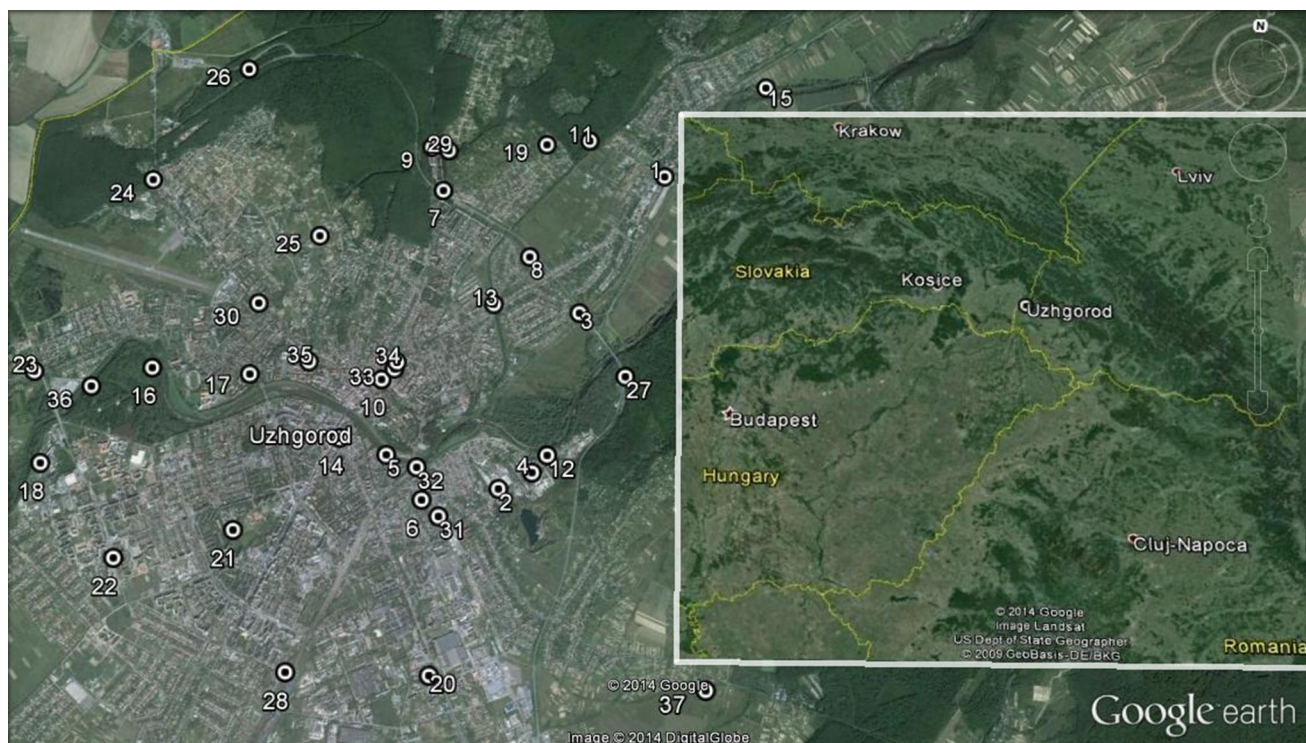 N
26
15
Krakow
9
29
19
11
1
Lviv
24
7
25
8
Slovakia
Kosice
30
13
3
Uzhgorod
23
35
34
33
36
16
17
10
27
Budapest
Uzhgorod
14
5
32
4
12
Hungary
18
2
6
31
21
Cluj-Napoca
22
© 2014 Google
Image Landsat
US Dept of State Geographer
© 2009 GeoBasis-DE/BKG
Romania
28
20
© 2014 Google
37
Google earth
Image © 2014 DigitalGlobe